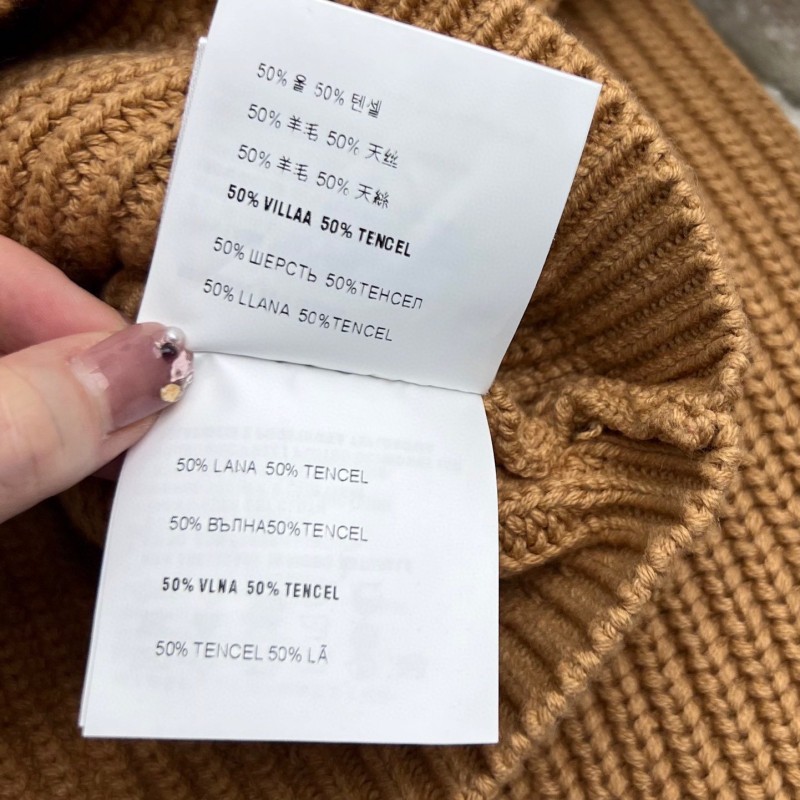 50% 울 50% 텐셀
50% 羊毛 50% 天丝
50% 羊毛 50% 天絲
50% VILLAA 50% TENCEL
50% ШЕРСТЬ 50%ТЕНСЕЛ
50% LLANA 50%TENCEL
50% LANA 50% TENCEL
50% ВЪЛНА50%TENCEL
50% VLNA 50% TENCEL
50% TENCEL 50% LÃ